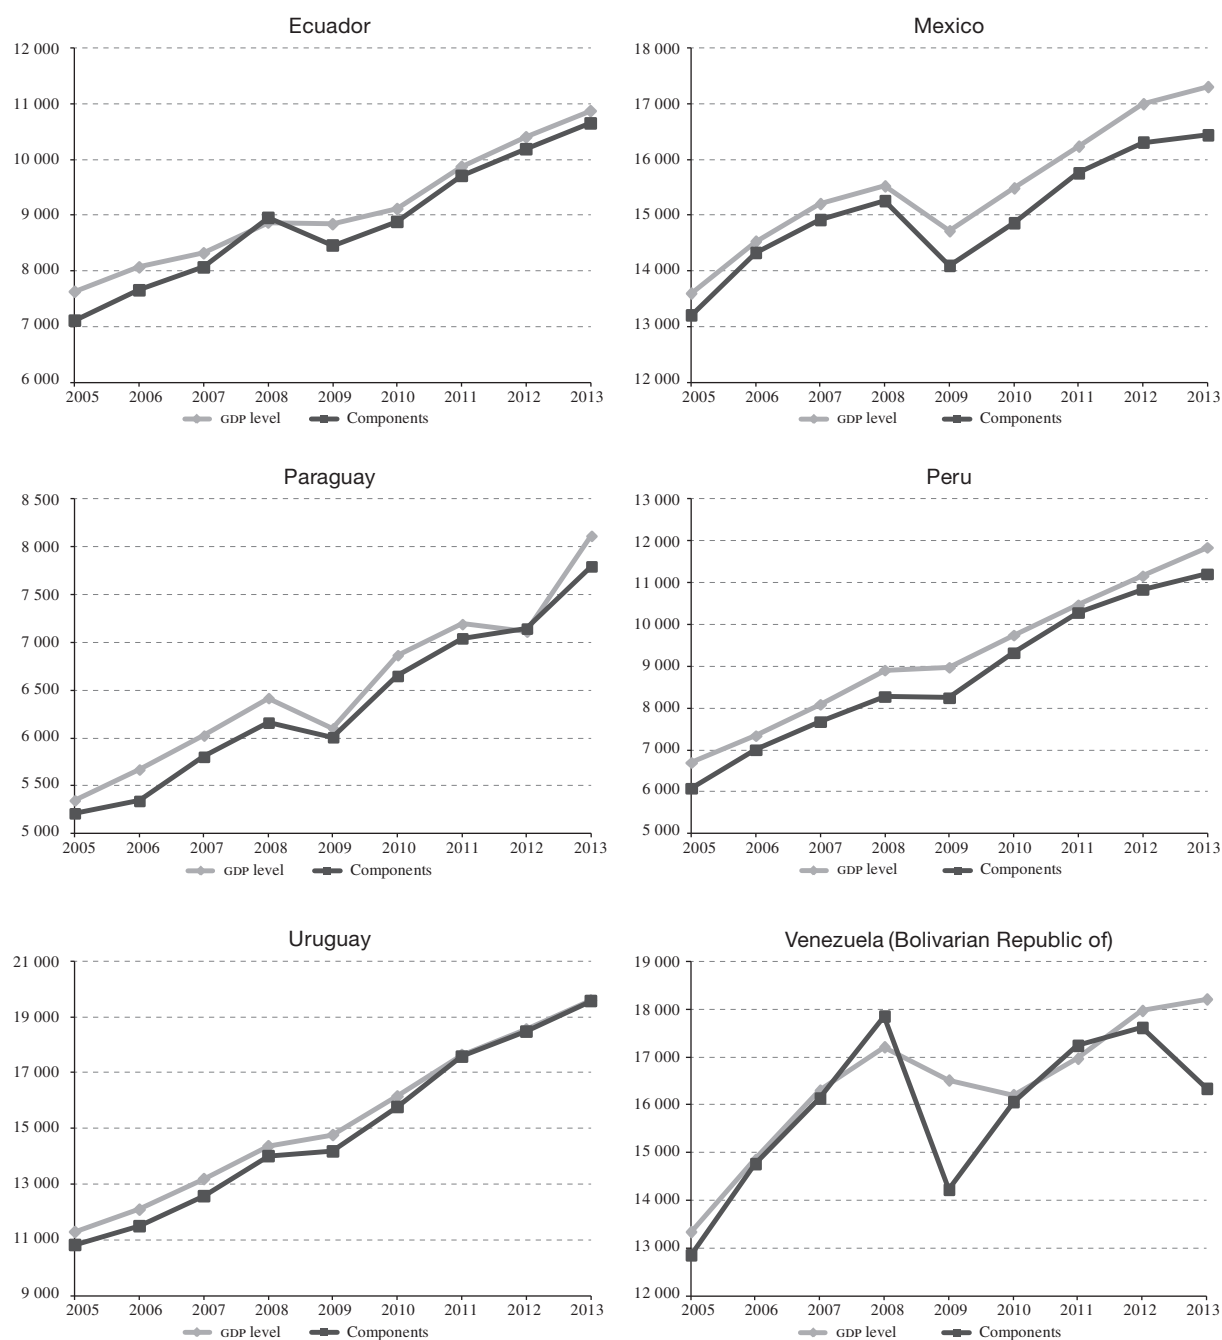 Ecuador
12 000
11 000
10 000
9 000
8 000
7 000
6 000
2005 2006 2007 2008 2009 2010 2011 2012 2013
GDP level Components
Mexico
18 000
17 000
16 000
15 000
14 000
13 000
12 000
2005 2006 2007 2008 2009 2010 2011 2012 2013
GDP level Components
Paraguay
8 500
8 000
7 500
7 000
6 500
6 000
5 500
5 000
2005 2006 2007 2008 2009 2010 2011 2012 2013
GDP level Components
Peru
13 000
12 000
11 000
10 000
9 000
8 000
7 000
6 000
5 000
2005 2006 2007 2008 2009 2010 2011 2012 2013
GDP level Components
Uruguay
21 000
19 000
17 000
15 000
13 000
11 000
9 000
2005 2006 2007 2008 2009 2010 2011 2012 2013
GDP level Components
Venezuela (Bolivarian Republic of)
19 000
18 000
17 000
16 000
15 000
14 000
13 000
12 000
2005 2006 2007 2008 2009 2010 2011 2012 2013
GDP level Components